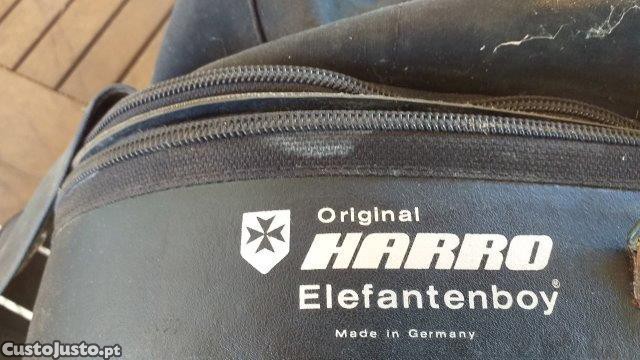 Original
HARRO
Elefantenboy®
Made in Germany
CustoJusto.pt